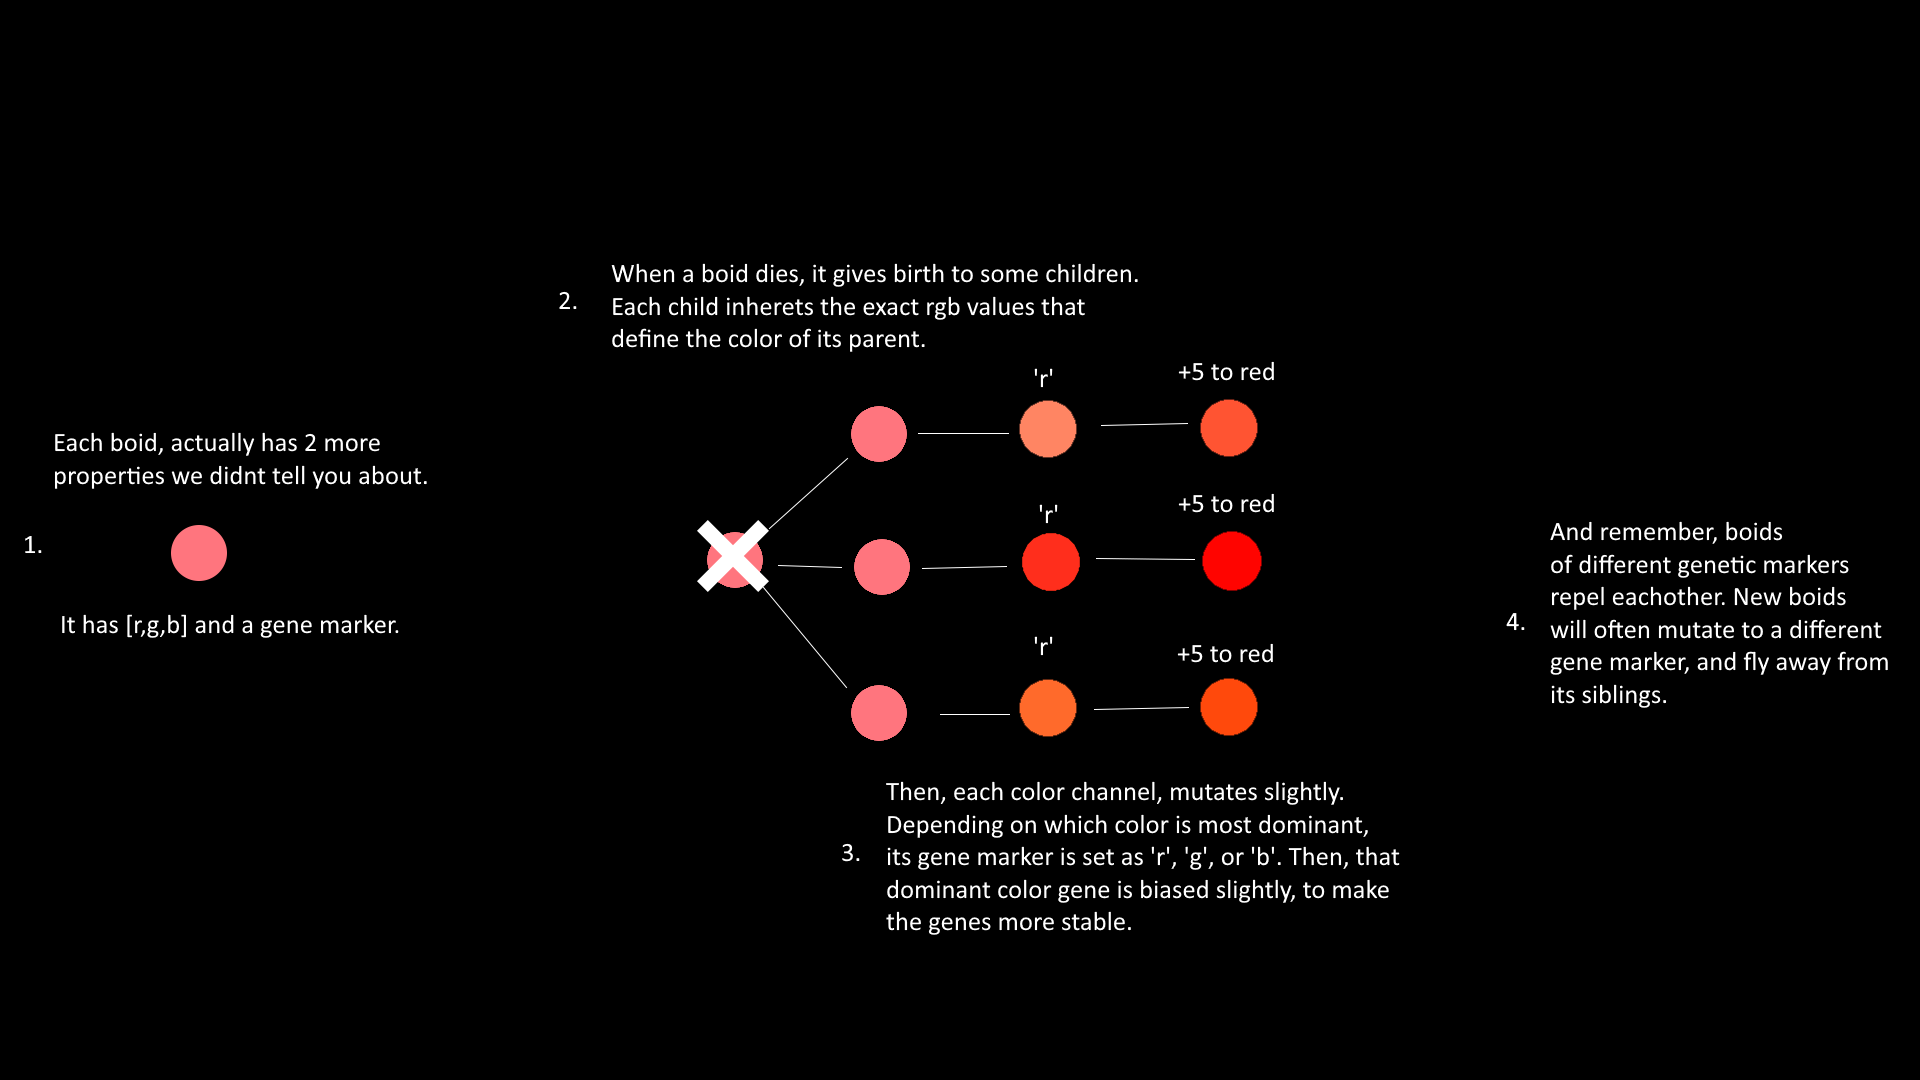 Each boid, actually has 2 more
properties we didnt tell you about.
1.
It has [r,g,b] and a gene marker.
2.
When a boid dies, it gives birth to some children.
Each child inherets the exact rgb values that
define the color of its parent.
'r'
+5 to red
'r'
+5 to red
'r'
+5 to red
3.
Then, each color channel, mutates slightly.
Depending on which color is most dominant,
its gene marker is set as 'r', 'g', or 'b'. Then, that
dominant color gene is biased slightly, to make
the genes more stable.
4.
And remember, boids
of different genetic markers
repel eachother. New boids
will often mutate to a different
gene marker, and fly away from
its siblings.